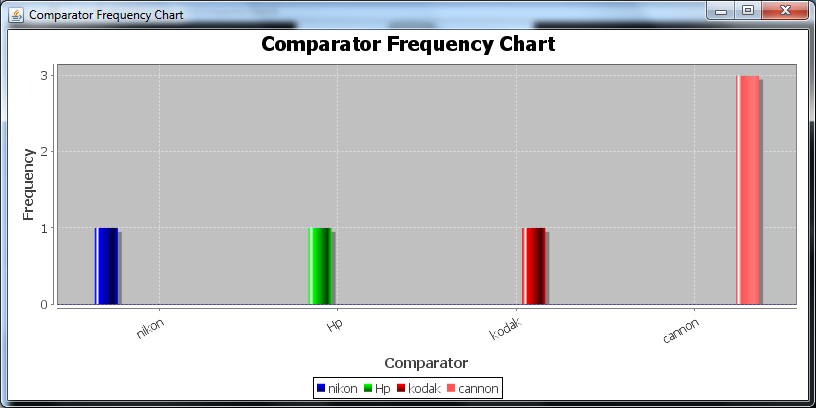 Comparator Frequency Chart
Comparator Frequency Chart
Frequency
3
2
1
0
nikon
Hp
kodak
cannon
Comparator
nikon Hp kodak cannon